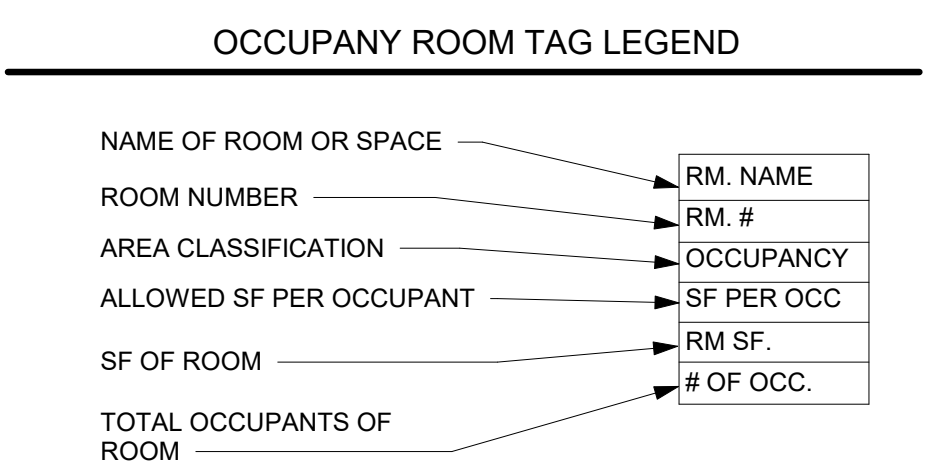 OCCUPANY ROOM TAG LEGEND
NAME OF ROOM OR SPACE
ROOM NUMBER
AREA CLASSIFICATION
ALLOWED SF PER OCCUPANT
SF OF ROOM
TOTAL OCCUPANTS OF
ROOM
RM. NAME
RM. #
OCCUPANCY
SF PER OCC
RM SF.
# OF OCC.